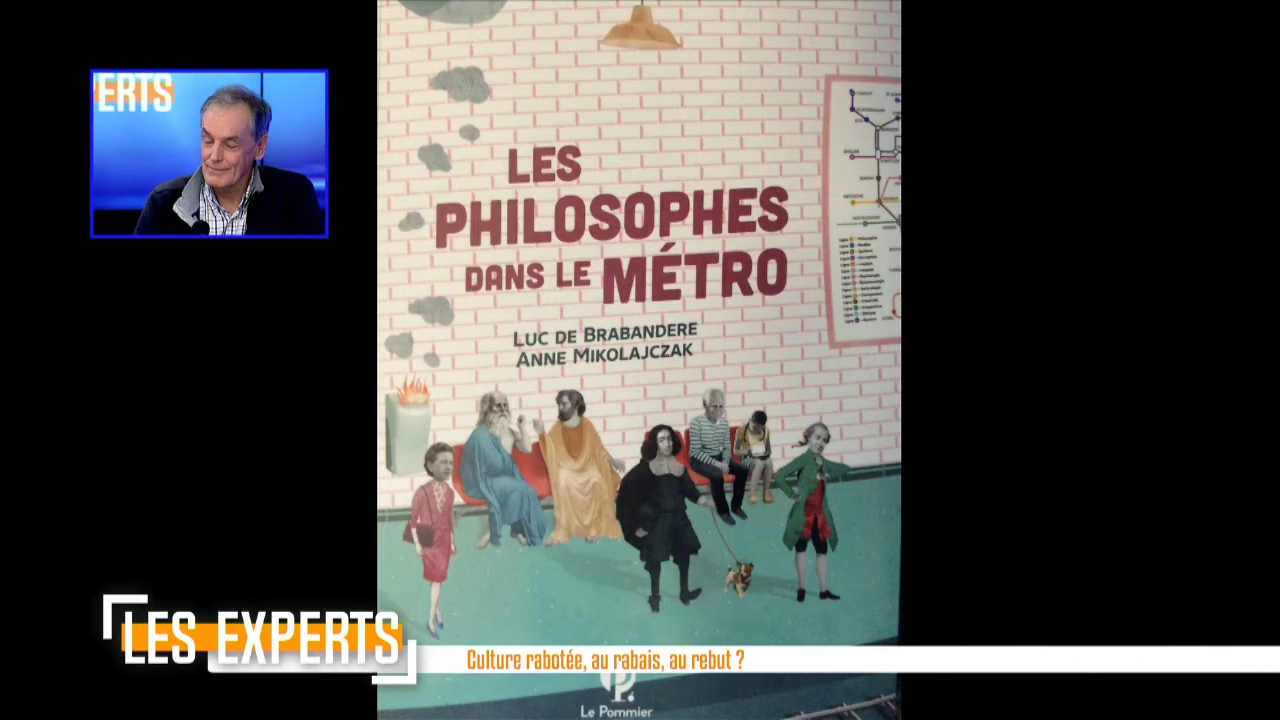 PERTS
LES
PHILOSOPHES
DANS LE MÉTRO
LUC DE BRABANDERE
ANNE MIKOLAJCZAK
LES EXPERTS
Culture rabotée, au rabais, au rebut ?
Le Pommier